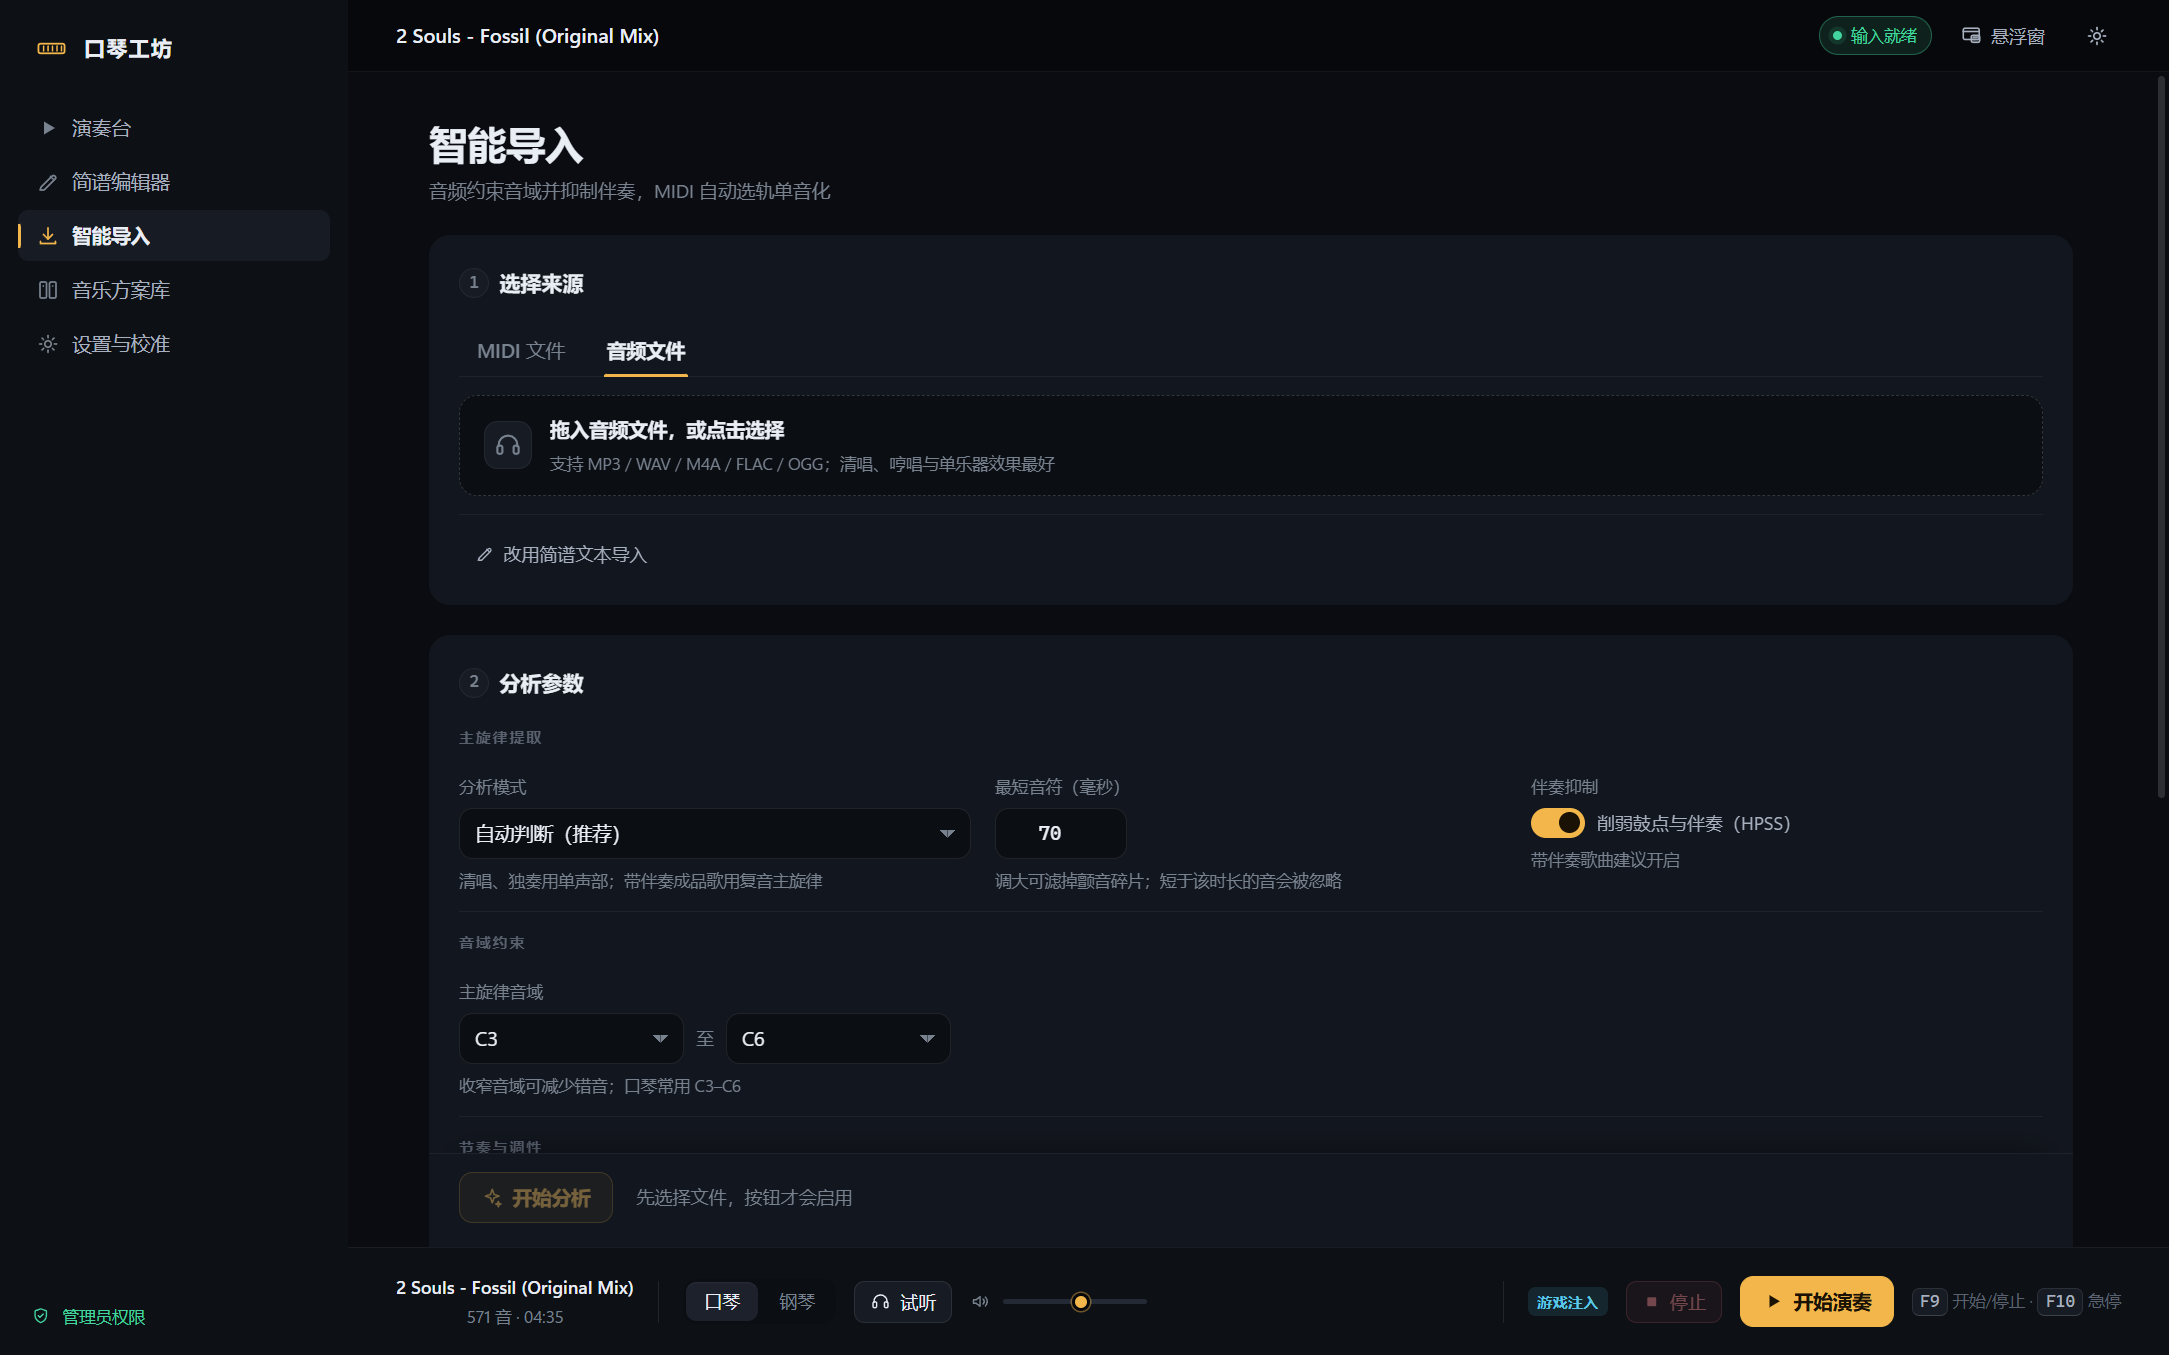 口琴工坊
演奏台
简谱编辑器
智能导入
音乐方案库
设置与校准
管理员权限
2 Souls - Fossil (Original Mix)
输入就绪
悬浮窗
智能导入
音频约束音域并抑制伴奏，MIDI 自动选轨单音化
1 选择来源
MIDI 文件 音频文件
拖入音频文件，或点击选择
支持 MP3 / WAV / M4A / FLAC / OGG；清唱、哼唱与单乐器效果最好
改用简谱文本导入
2 分析参数
主旋律提取
分析模式 最短音符（毫秒） 伴奏抑制
自动判断（推荐） 70 削弱鼓点与伴奏（HPSS）
清唱、独奏用单声部；带伴奏成品歌用复音主旋律 调大可滤掉颤音碎片；短于该时长的音会被忽略 带伴奏歌曲建议开启
音域约束
主旋律音域
C3 至 C6
收窄音域可减少错音；口琴常用 C3–C6
节奏与调性
开始分析 先选择文件，按钮才会启用
2 Souls - Fossil (Original Mix)
571 音 · 04:35
口琴 钢琴 试听
游戏注入 停止 开始演奏 F9 开始/停止 · F10 急停